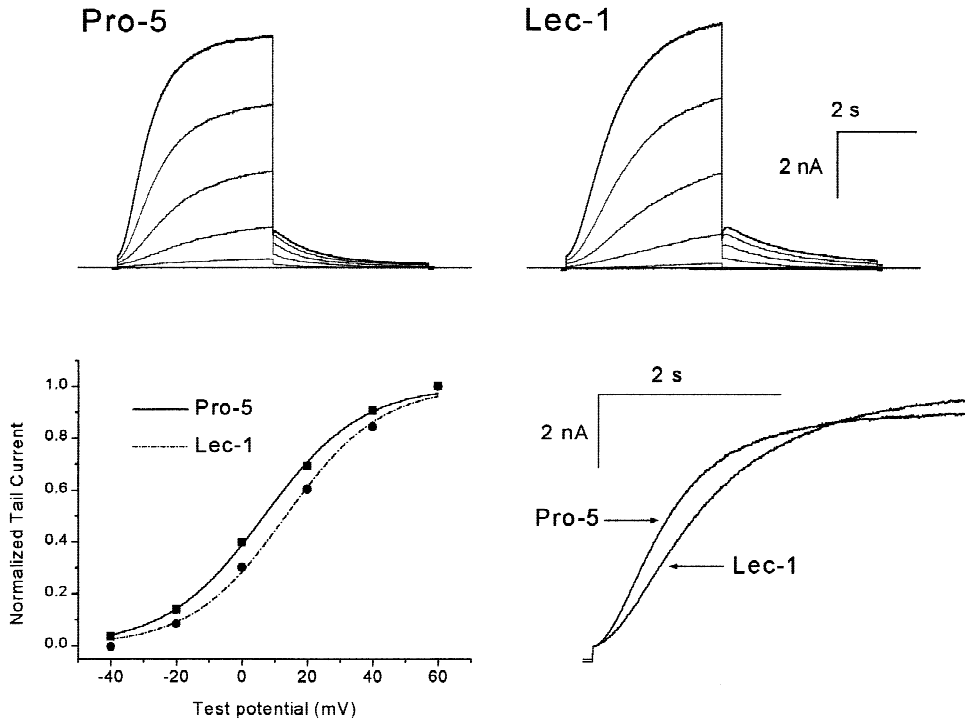 Pro-5
Lec-1
2 s
2 nA
Normalized Tail Current
1.0
0.8
0.6
0.4
0.2
0.0
Pro-5
Lec-1
-40
-20
0
20
40
60
Test potential (mV)
2 s
2 nA
Pro-5
Lec-1